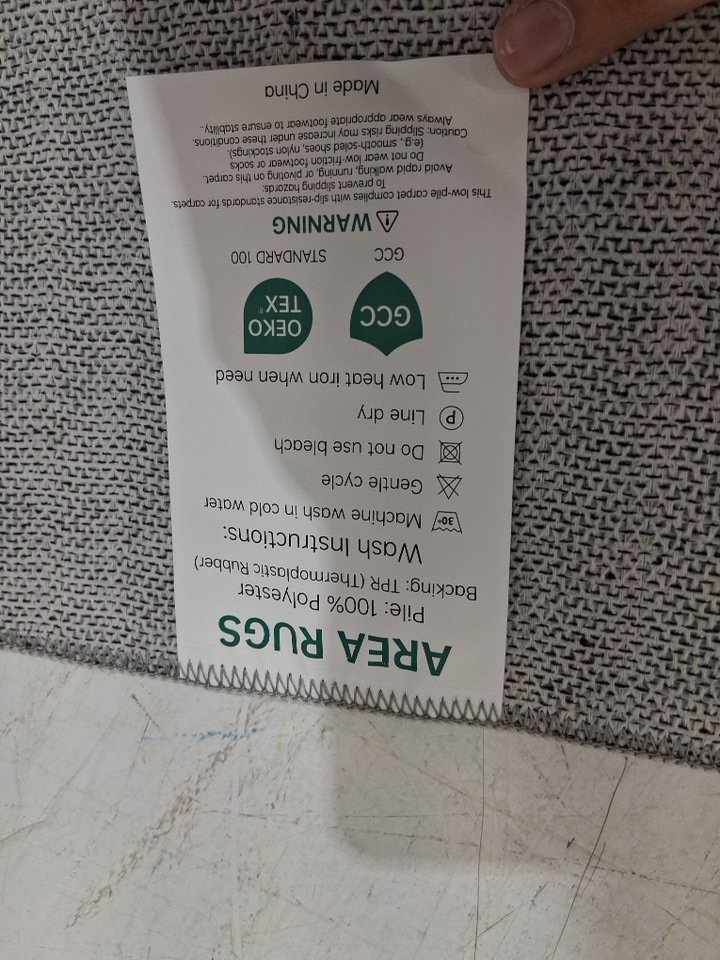 AREA RUGS
Pile: 100% Polyester
Backing: TPR (Thermoplastic Rubber)
Wash Instructions:
30° Machine wash in cold water
Gentle cycle
Do not use bleach
P Line dry
Low heat iron when need
GCC
OEKO
TEX®
GCC
STANDARD 100
WARNING
This low-pile carpet complies with slip-resistance standards for carpets.
To prevent slipping hazards:
Avoid rapid walking, running, or pivoting on this carpet.
Do not wear low-friction footwear or socks
(e.g., smooth-soled shoes, nylon stockings).
Caution: Slipping risks may increase under these conditions.
Always wear appropriate footwear to ensure stability..
Made in China